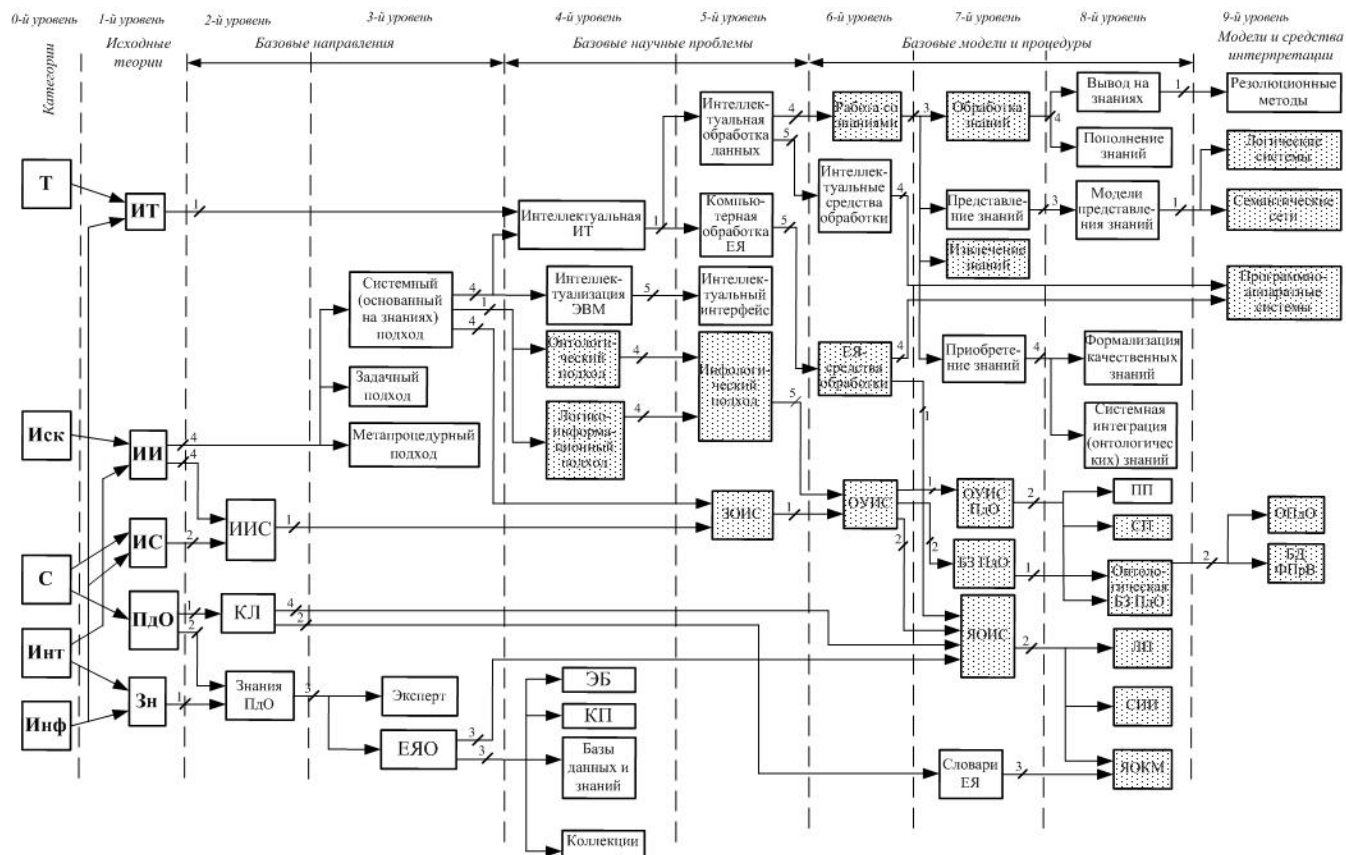 0-й уровень
1-й уровень
2-й уровень
3-й уровень
4-й уровень
5-й уровень
6-й уровень
7-й уровень
8-й уровень
9-й уровень
Категории
Исходные
теории
Базовые направления
Базовые научные проблемы
Базовые модели и процедуры
Модели и средства
интерпретации
Т
Иск
С
Инт
Инф
ИТ
ИИ
ИС
ПдО
Зн
ИИС
КЛ
Знания
ПдО
Системный
(основанный
на знаниях)
подход
Задачный
подход
Метапроцедурный
подход
Эксперт
ЕЯО
Интеллектуальная
ИТ
Интеллект-
уализация
ЭВМ
Онтологи-
ческий
подход
Логико-
информа-
ционный
подход
ЭБ
КП
Базы
данных и
знаний
Коллекции
Интеллек-
туальная
обработка
данных
Компью-
терная
обработка
ЕЯ
Интеллект-
уальный
интерфейс
Инфологи-
ческий
подход
ЗОИС
Работа со
знаниями
Интеллек-
туальные
средства
обработки
ЕЯ-
средства
обработки
ОУИС
Обработка
знаний
Представле-
ние знаний
Извлечение
знаний
Приобрете-
ние знаний
ОУИС
ПдО
БЗ ПдО
ЯОИС
Словари
ЕЯ
Вывод на
знаниях
Пополнение
знаний
Модели
представле-
ния знаний
Формализация
качественных
знаний
Системная
интеграция
(онтологичес-
ких) знаний
ПП
СП
Онтоло-
гическая
БЗ ПдО
ЛП
СИИ
ЯОКМ
Резолюционные
методы
Логические
системы
Семантические
сети
Программно-
аппаратные
системы
ОПдО
БД
ФПрВ